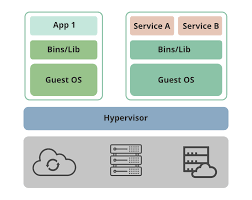 App 1
Bins/Lib
Guest OS
Service A
Service B
Bins/Lib
Guest OS
Hypervisor